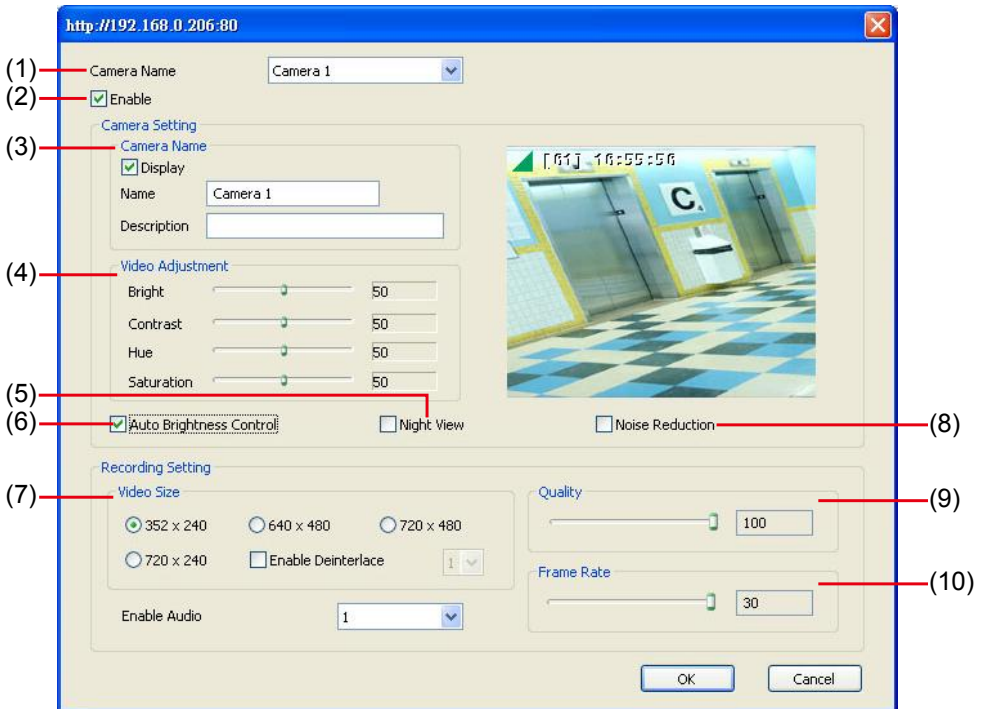 http://192.168.0.206:80
(1) Camera Name Camera 1
(2) Enable
Camera Setting
(3) Camera Name
Display
Name Camera 1
Description
[01] 16:55:56
C
(4) Video Adjustment
Bright 50
Contrast 50
Hue 50
Saturation 50
(5)
(6) Auto Brightness Control Night View Noise Reduction (8)
Recording Setting
(7) Video Size
352 x 240 640 x 480 720 x 480
720 x 240 Enable Deinterlace 1
Enable Audio 1
Quality (9)
100
Frame Rate (10)
30
OK Cancel